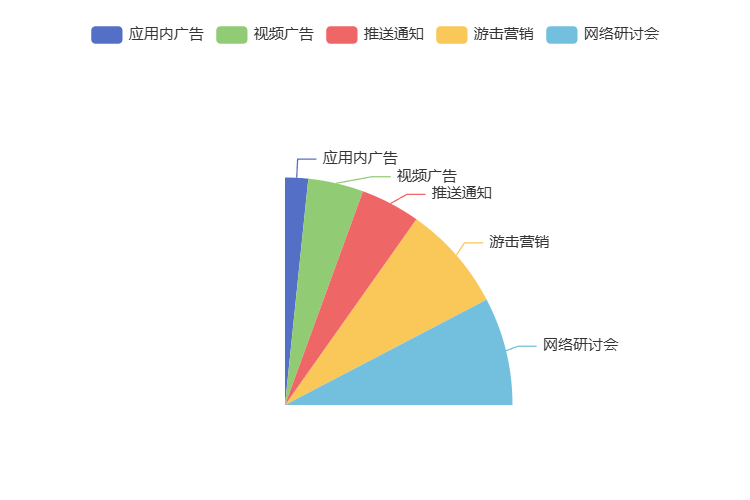 应用内广告 视频广告 推送通知 游击营销 网络研讨会
应用内广告
视频广告
推送通知
游击营销
网络研讨会